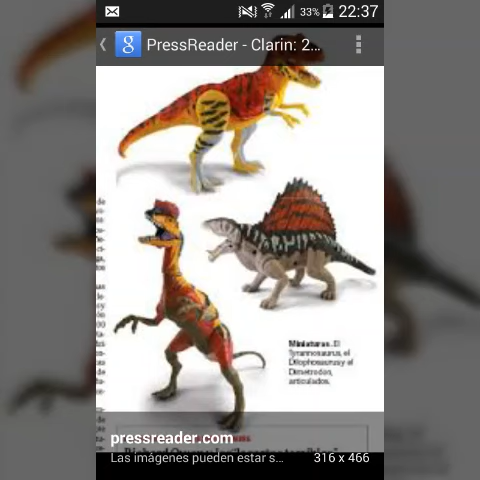 33% 22:37
PressReader - Clarin: 2...
Miniaturas. El
Tyrannosaurus, el
Dilophosaurus y el
Dimetrodon,
articulados.
pressreader.com
Las imágenes pueden estar s...
316 x 466